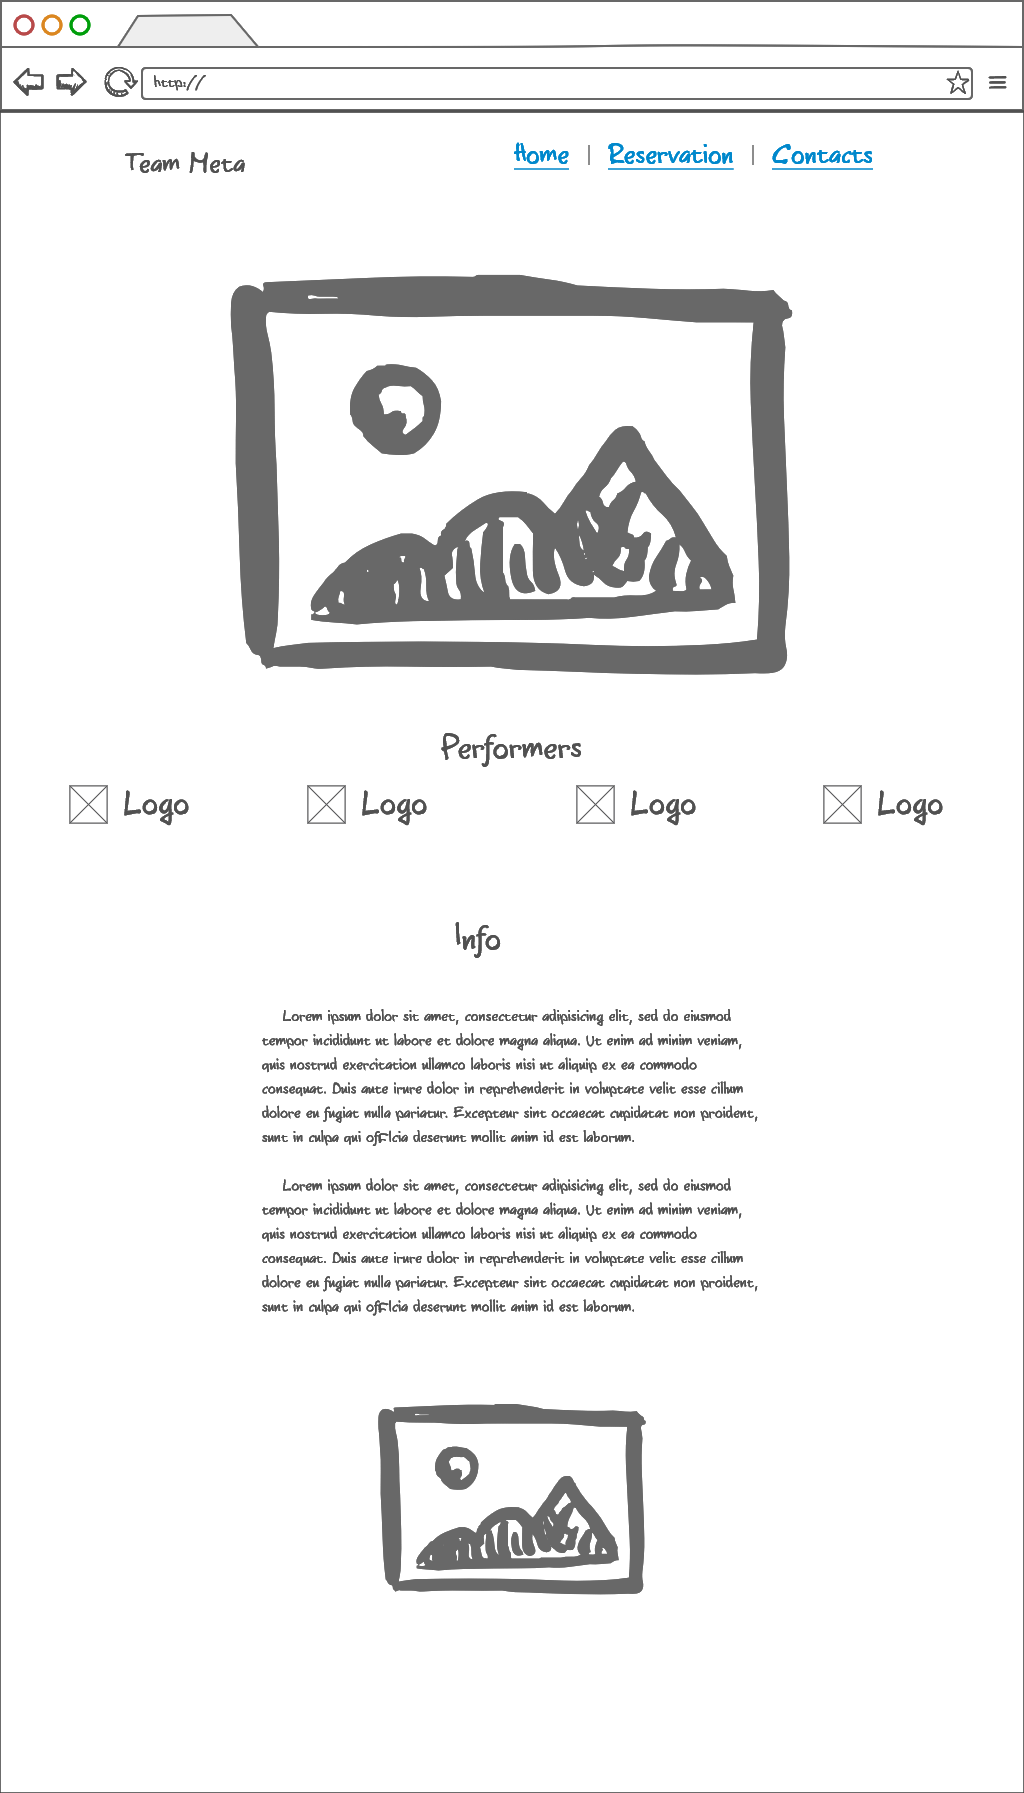 http://
Team Meta
Home | Reservation | Contacts
Performers
Logo Logo Logo Logo
Info
Lorem ipsum dolor sit amet, consectetur adipisicing elit, sed do eiusmod
tempor incididunt ut labore et dolore magna aliqua. Ut enim ad minim veniam,
quis nostrud exercitation ullamco laboris nisi ut aliquip ex ea commodo
consequat. Duis aute irure dolor in reprehenderit in voluptate velit esse cillum
dolore eu fugiat nulla pariatur. Excepteur sint occaecat cupidatat non proident,
sunt in culpa qui officia deserunt mollit anim id est laborum.
Lorem ipsum dolor sit amet, consectetur adipisicing elit, sed do eiusmod
tempor incididunt ut labore et dolore magna aliqua. Ut enim ad minim veniam,
quis nostrud exercitation ullamco laboris nisi ut aliquip ex ea commodo
consequat. Duis aute irure dolor in reprehenderit in voluptate velit esse cillum
dolore eu fugiat nulla pariatur. Excepteur sint occaecat cupidatat non proident,
sunt in culpa qui officia deserunt mollit anim id est laborum.